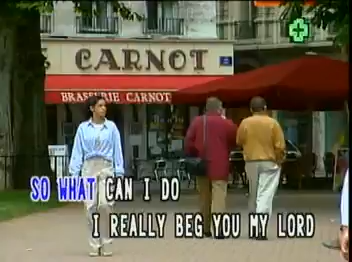 CARNOT
BRASSERIE CARNOT
SO WHAT CAN I DO
I REALLY BEG YOU MY LORD